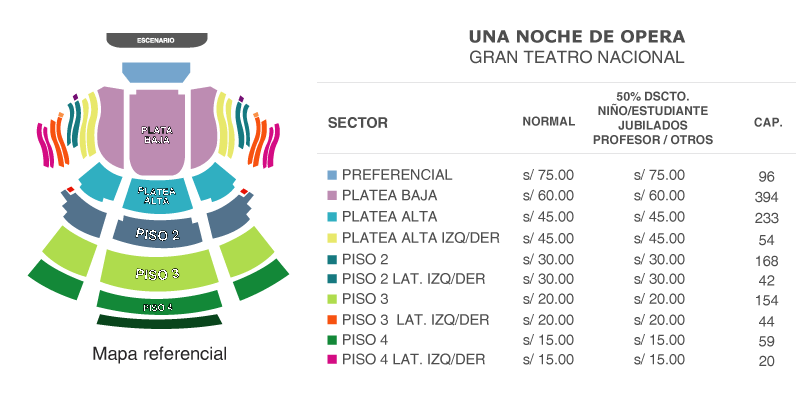 ESCENARIO
PLATA
BAJA
PLATEA
ALTA
PISO 2
PISO 3
PISO 4
Mapa referencial
UNA NOCHE DE OPERA
GRAN TEATRO NACIONAL
SECTOR NORMAL 50% DSCTO. NIÑO/ESTUDIANTE JUBILADOS PROFESOR / OTROS CAP.
PREFERENCIAL s/ 75.00 s/ 75.00 96
PLATEA BAJA s/ 60.00 s/ 60.00 394
PLATEA ALTA s/ 45.00 s/ 45.00 233
PLATEA ALTA IZQ/DER s/ 45.00 s/ 45.00 54
PISO 2 s/ 30.00 s/ 30.00 168
PISO 2 LAT. IZQ/DER s/ 30.00 s/ 30.00 42
PISO 3 s/ 20.00 s/ 20.00 154
PISO 3 LAT. IZQ/DER s/ 20.00 s/ 20.00 44
PISO 4 s/ 15.00 s/ 15.00 59
PISO 4 LAT. IZQ/DER s/ 15.00 s/ 15.00 20